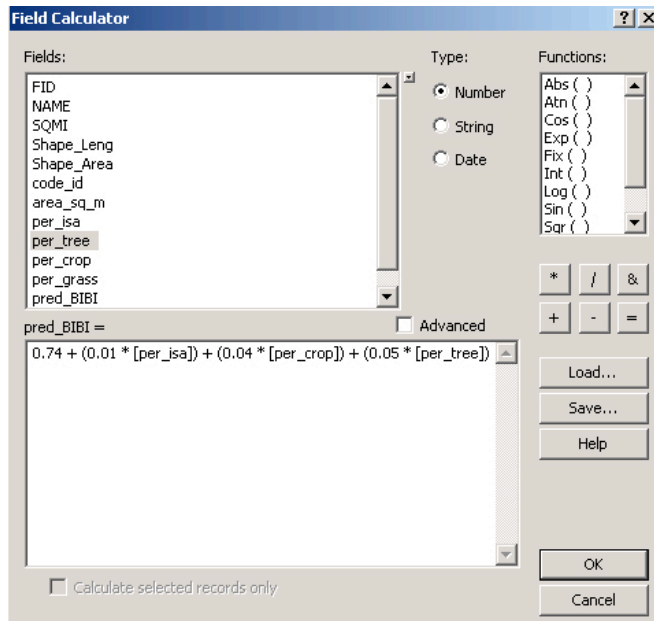 Field Calculator
Fields:
FID
NAME
SQMI
Shape_Leng
Shape_Area
code_id
area_sq_m
per_isa
per_tree
per_crop
per_grass
pred_BIBI
Type:
Number
String
Date
Functions:
Abs ( )
Atn ( )
Cos ( )
Exp ( )
Fix ( )
Int ( )
Log ( )
Sin ( )
Sqr ( )
* / &
+ - =
pred_BIBI =
Advanced
0.74 + (0.01 * [per_isa]) + (0.04 * [per_crop]) + (0.05 * [per_tree])
Load...
Save...
Help
Calculate selected records only
OK
Cancel